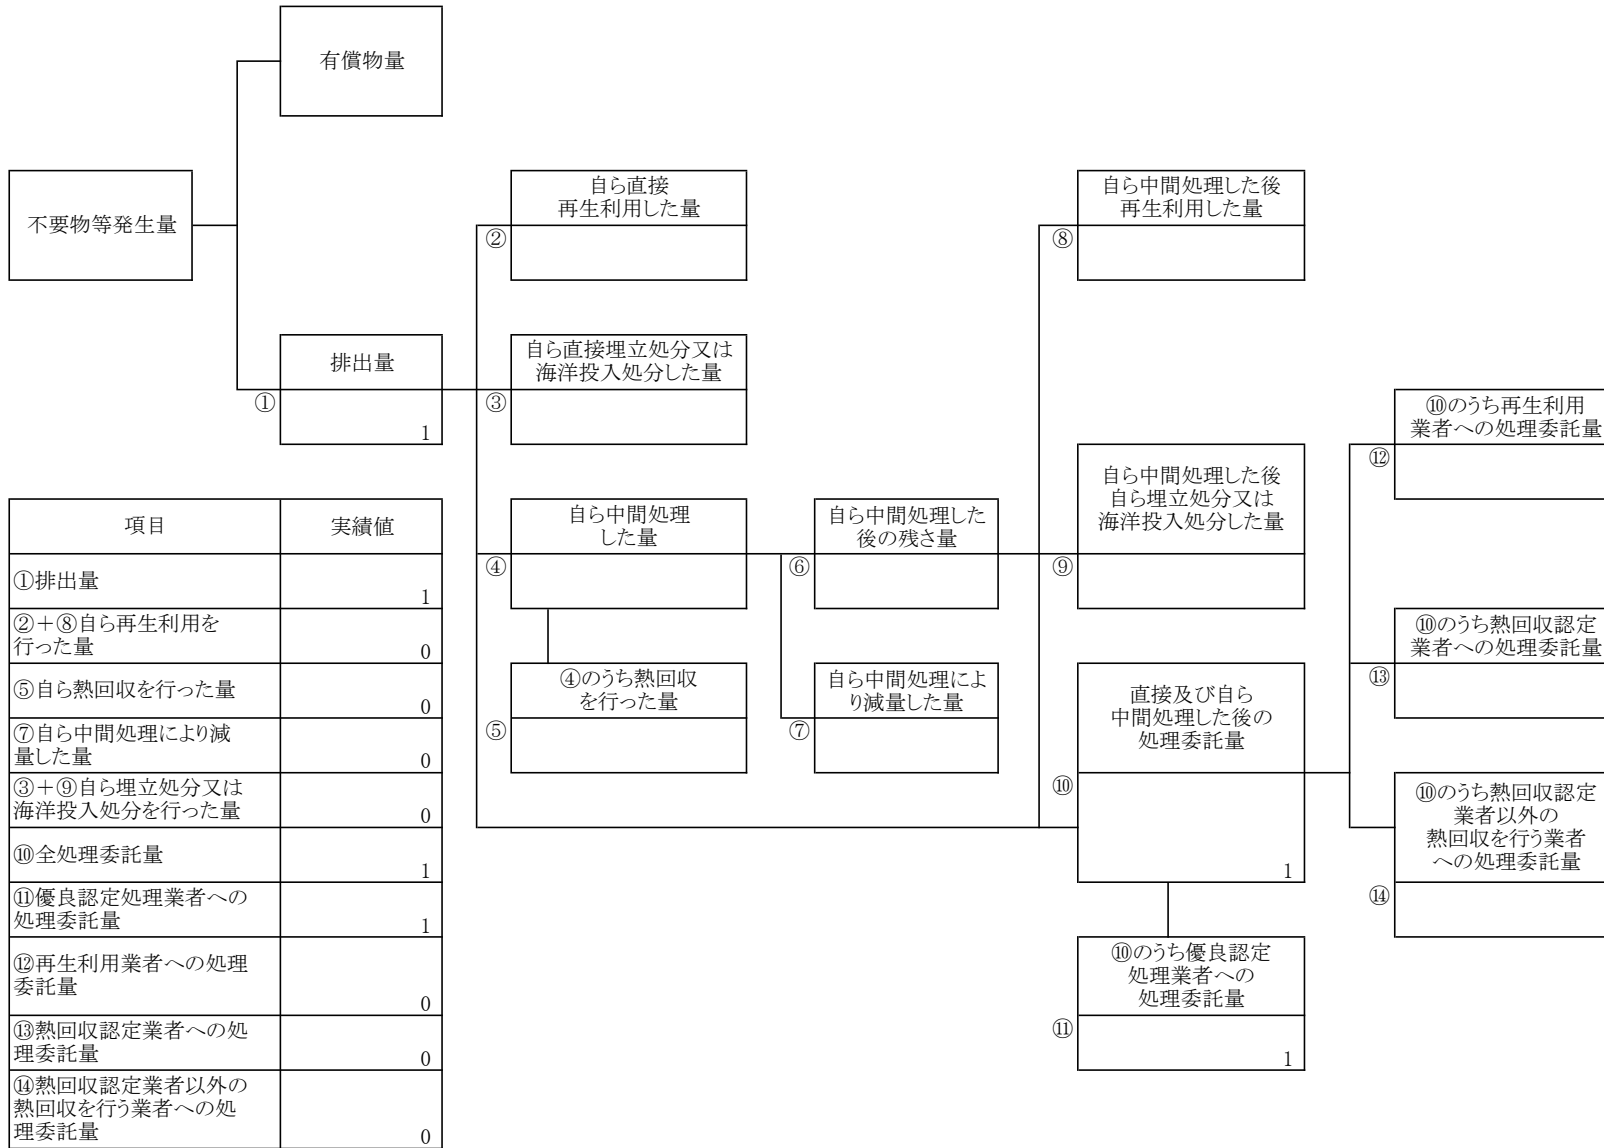 有償物量
不要物等発生量
自ら直接
再生利用した量
②
自ら中間処理した後
再生利用した量
⑧
排出量
①
1
自ら直接埋立処分又は
海洋投入処分した量
③
⑩のうち再生利用
業者への処理委託量
⑫
自ら中間処理
した量
④
自ら中間処理した
後の残さ量
⑥
自ら中間処理した後
自ら埋立処分又は
海洋投入処分した量
⑨
④のうち熱回収
を行った量
⑤
自ら中間処理によ
り減量した量
⑦
直接及び自ら
中間処理した後の
処理委託量
⑩
1
⑩のうち熱回収認定
業者への処理委託量
⑬
⑩のうち熱回収認定
業者以外の
熱回収を行う業者
への処理委託量
⑭
⑩のうち優良認定
処理業者への
処理委託量
⑪
1
項目 実績値
①排出量
1
②+⑧自ら再生利用を
行った量
0
⑤自ら熱回収を行った量
0
⑦自ら中間処理により減
量した量
0
③+⑨自ら埋立処分又は
海洋投入処分を行った量
0
⑩全処理委託量
1
⑪優良認定処理業者への
処理委託量
1
⑫再生利用業者への処理
委託量
0
⑬熱回収認定業者への処
理委託量
0
⑭熱回収認定業者以外の
熱回収を行う業者への処
理委託量
0